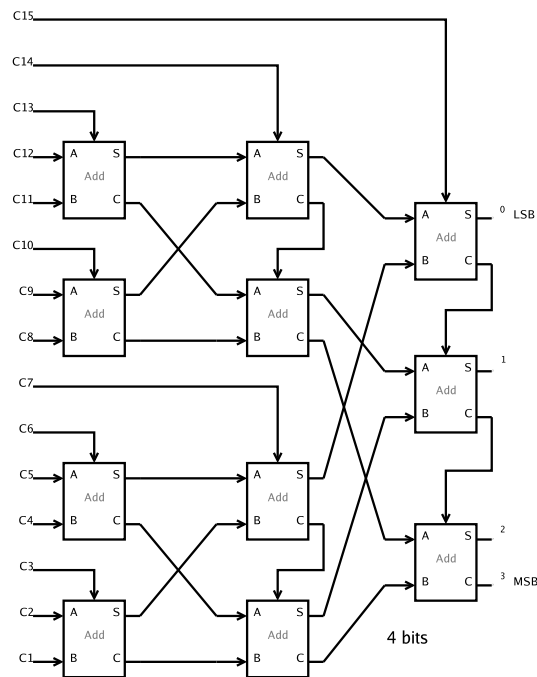 C15
C14
C13
C12 A S A S
Add Add
C11 B C B C
0 LSB
A S
Add
B C
C10
C9 A S A S
Add Add
C8 B C B C
1
A S
Add
B C
C7
C6
C5 A S A S
Add Add
C4 B C B C
2
A S
Add
3 MSB
B C
C3
C2 A S A S
Add Add
C1 B C B C
4 bits